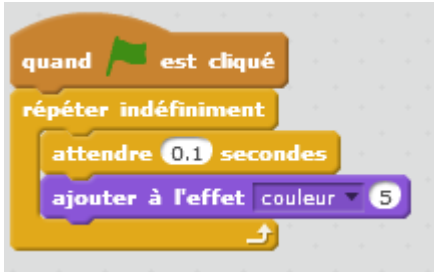 quand est cliqué
répéter indéfiniment
attendre 0.1 secondes
ajouter à l'effet couleur 5